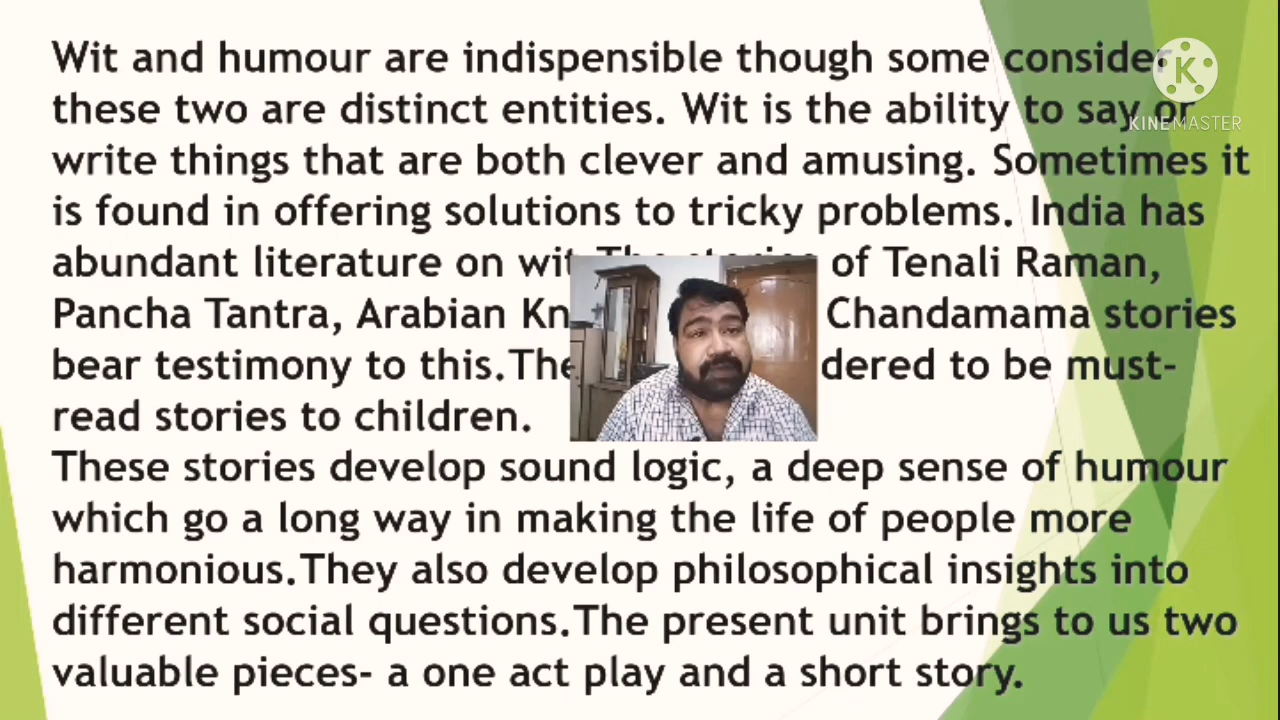 Wit and humour are indispensible though some consider
these two are distinct entities. Wit is the ability to say or
write things that are both clever and amusing. Sometimes it
is found in offering solutions to tricky problems. India has
abundant literature on wit. The stories of Tenali Raman,
Pancha Tantra, Arabian Chandamama stories
bear testimony to this. to be must-
read stories to children.
These stories develop sound logic, a deep sense of humour
which go a long way in making the life of people more
harmonious.They also develop philosophical insights into
different social questions.The present unit brings to us two
valuable pieces- a one act play and a short story.
K
KINEMASTER